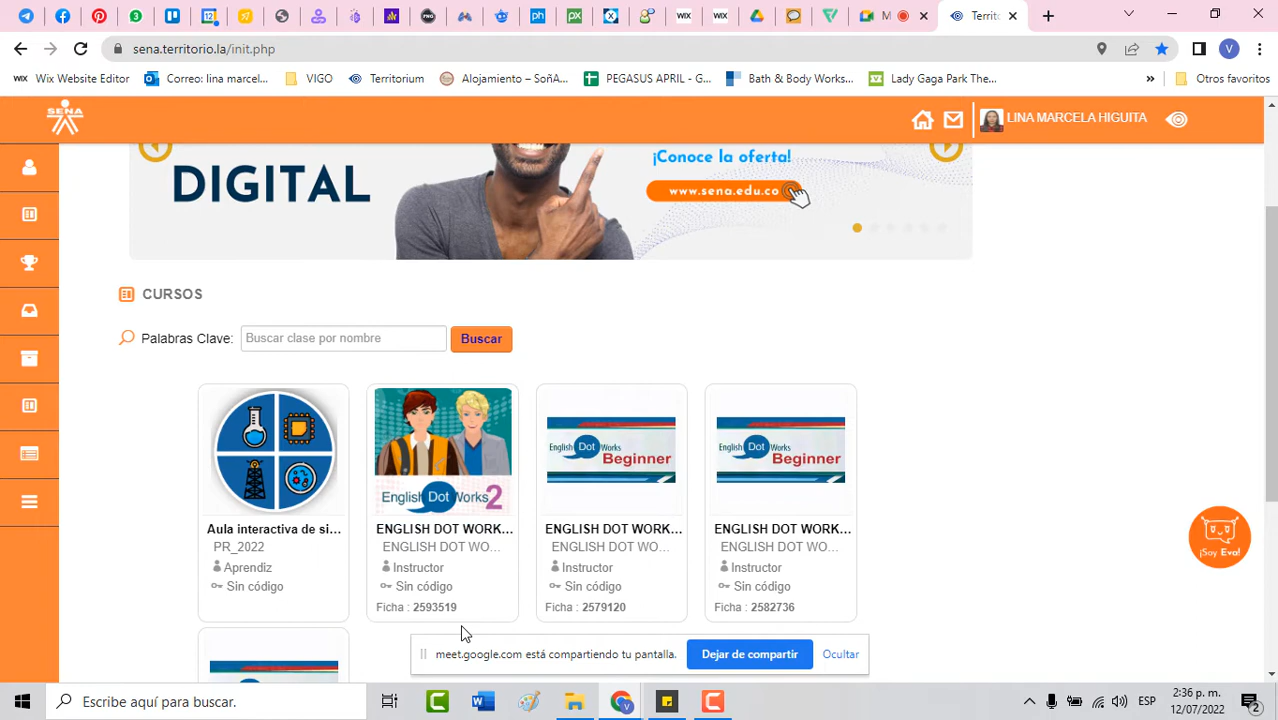 M
Territ
sena.territorio.la/init.php
V
Wix Website Editor
Correo: lina marcel...
VIGO
Territorium
Alojamiento – SoñA...
PEGASUS APRIL - G...
Bath & Body Works...
Lady Gaga Park The...
»
Otros favoritos
SENA
LINA MARCELA HIGUITA
DIGITAL
¡Conoce la oferta!
www.sena.edu.co
CURSOS
Palabras Clave:
Buscar clase por nombre
Buscar
English Dot Works 2
English Dot Works Beginner
English Dot Works Beginner
Aula interactiva de si...
ENGLISH DOT WORK...
ENGLISH DOT WORK...
ENGLISH DOT WORK...
PR_2022
ENGLISH DOT WO...
ENGLISH DOT WO...
ENGLISH DOT WO...
Aprendiz
Instructor
Instructor
Instructor
Sin código
Sin código
Sin código
Sin código
Ficha : 2593519
Ficha : 2579120
Ficha : 2582736
¡Soy Eva!
meet.google.com está compartiendo tu pantalla.
Dejar de compartir
Ocultar
Escribe aquí para buscar.
ESP
2:36 p. m.
12/07/2022
2